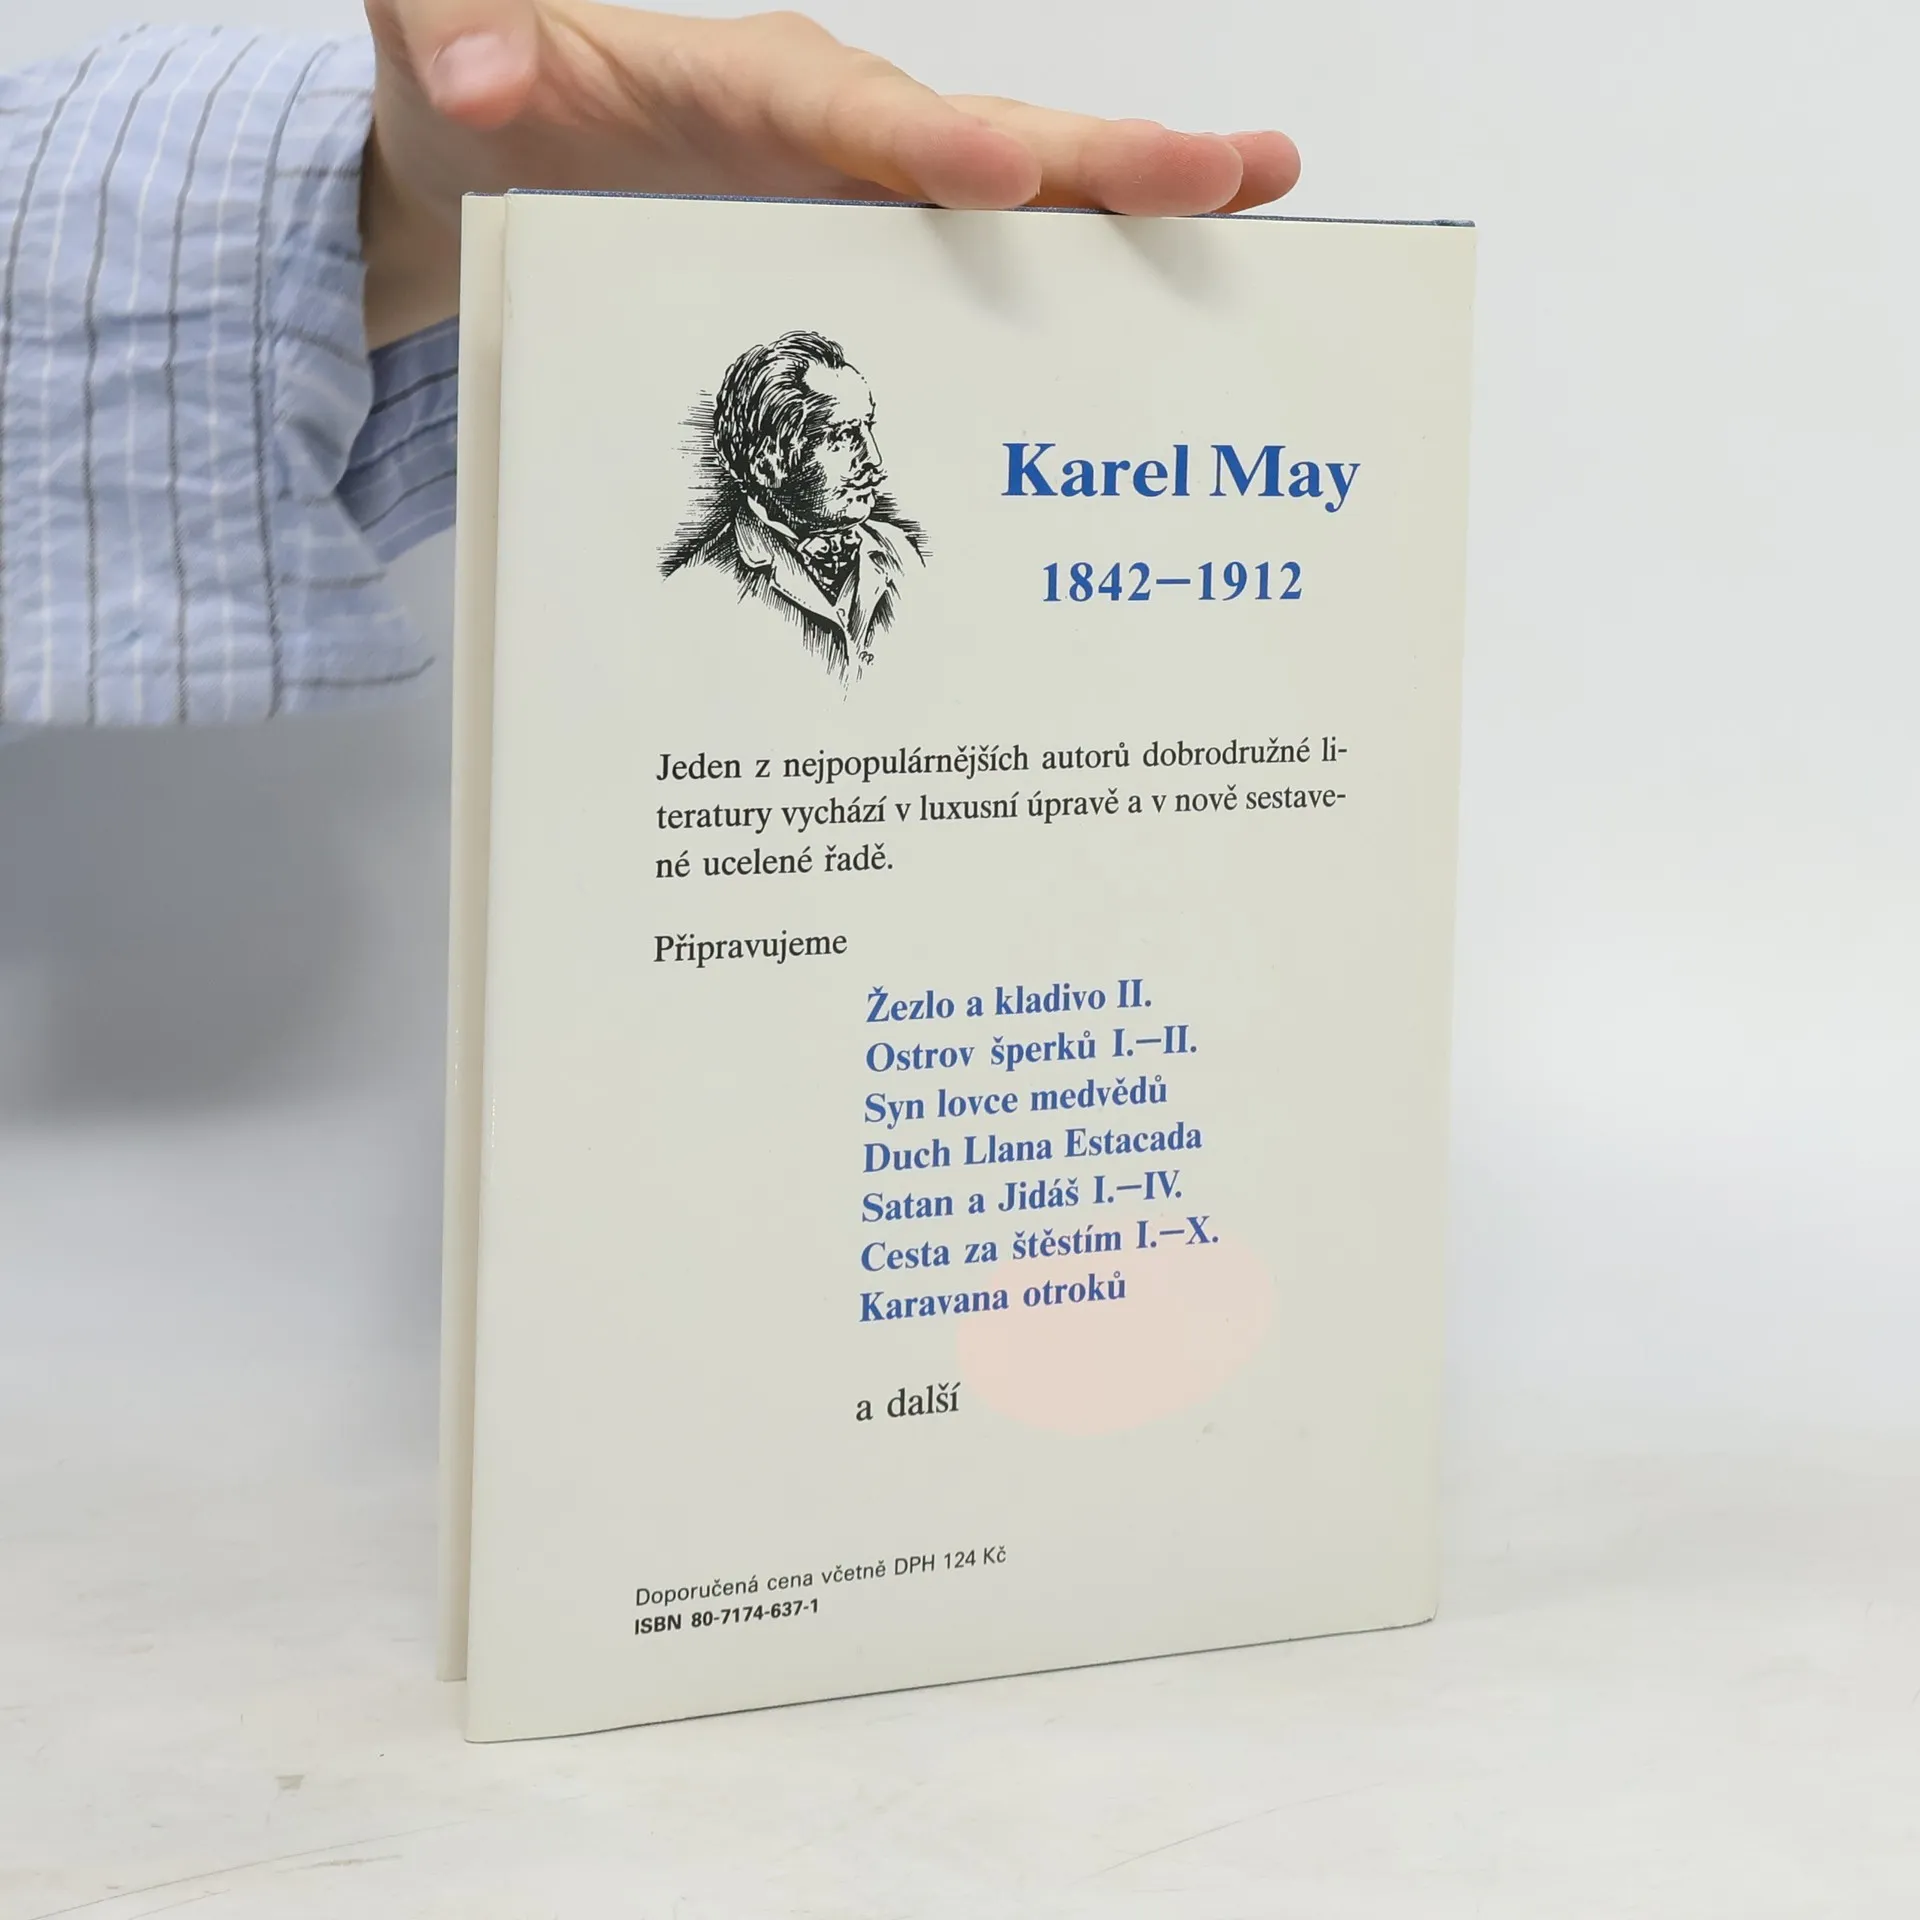 Karel May
1842–1912
Jeden z nejpopulárnějších autorů dobrodružné li-
teratury vychází v luxusní úpravě a v nově sestave-
né ucelené řadě.
Připravujeme
Žezlo a kladivo II.
Ostrov šperků I.–II.
Syn lovce medvědů
Duch Llana Estacada
Satan a Jidáš I.–IV.
Cesta za štěstím I.–X.
Karavana otroků
a další
Doporučená cena včetně DPH 124 Kč
ISBN 80-7174-637-1